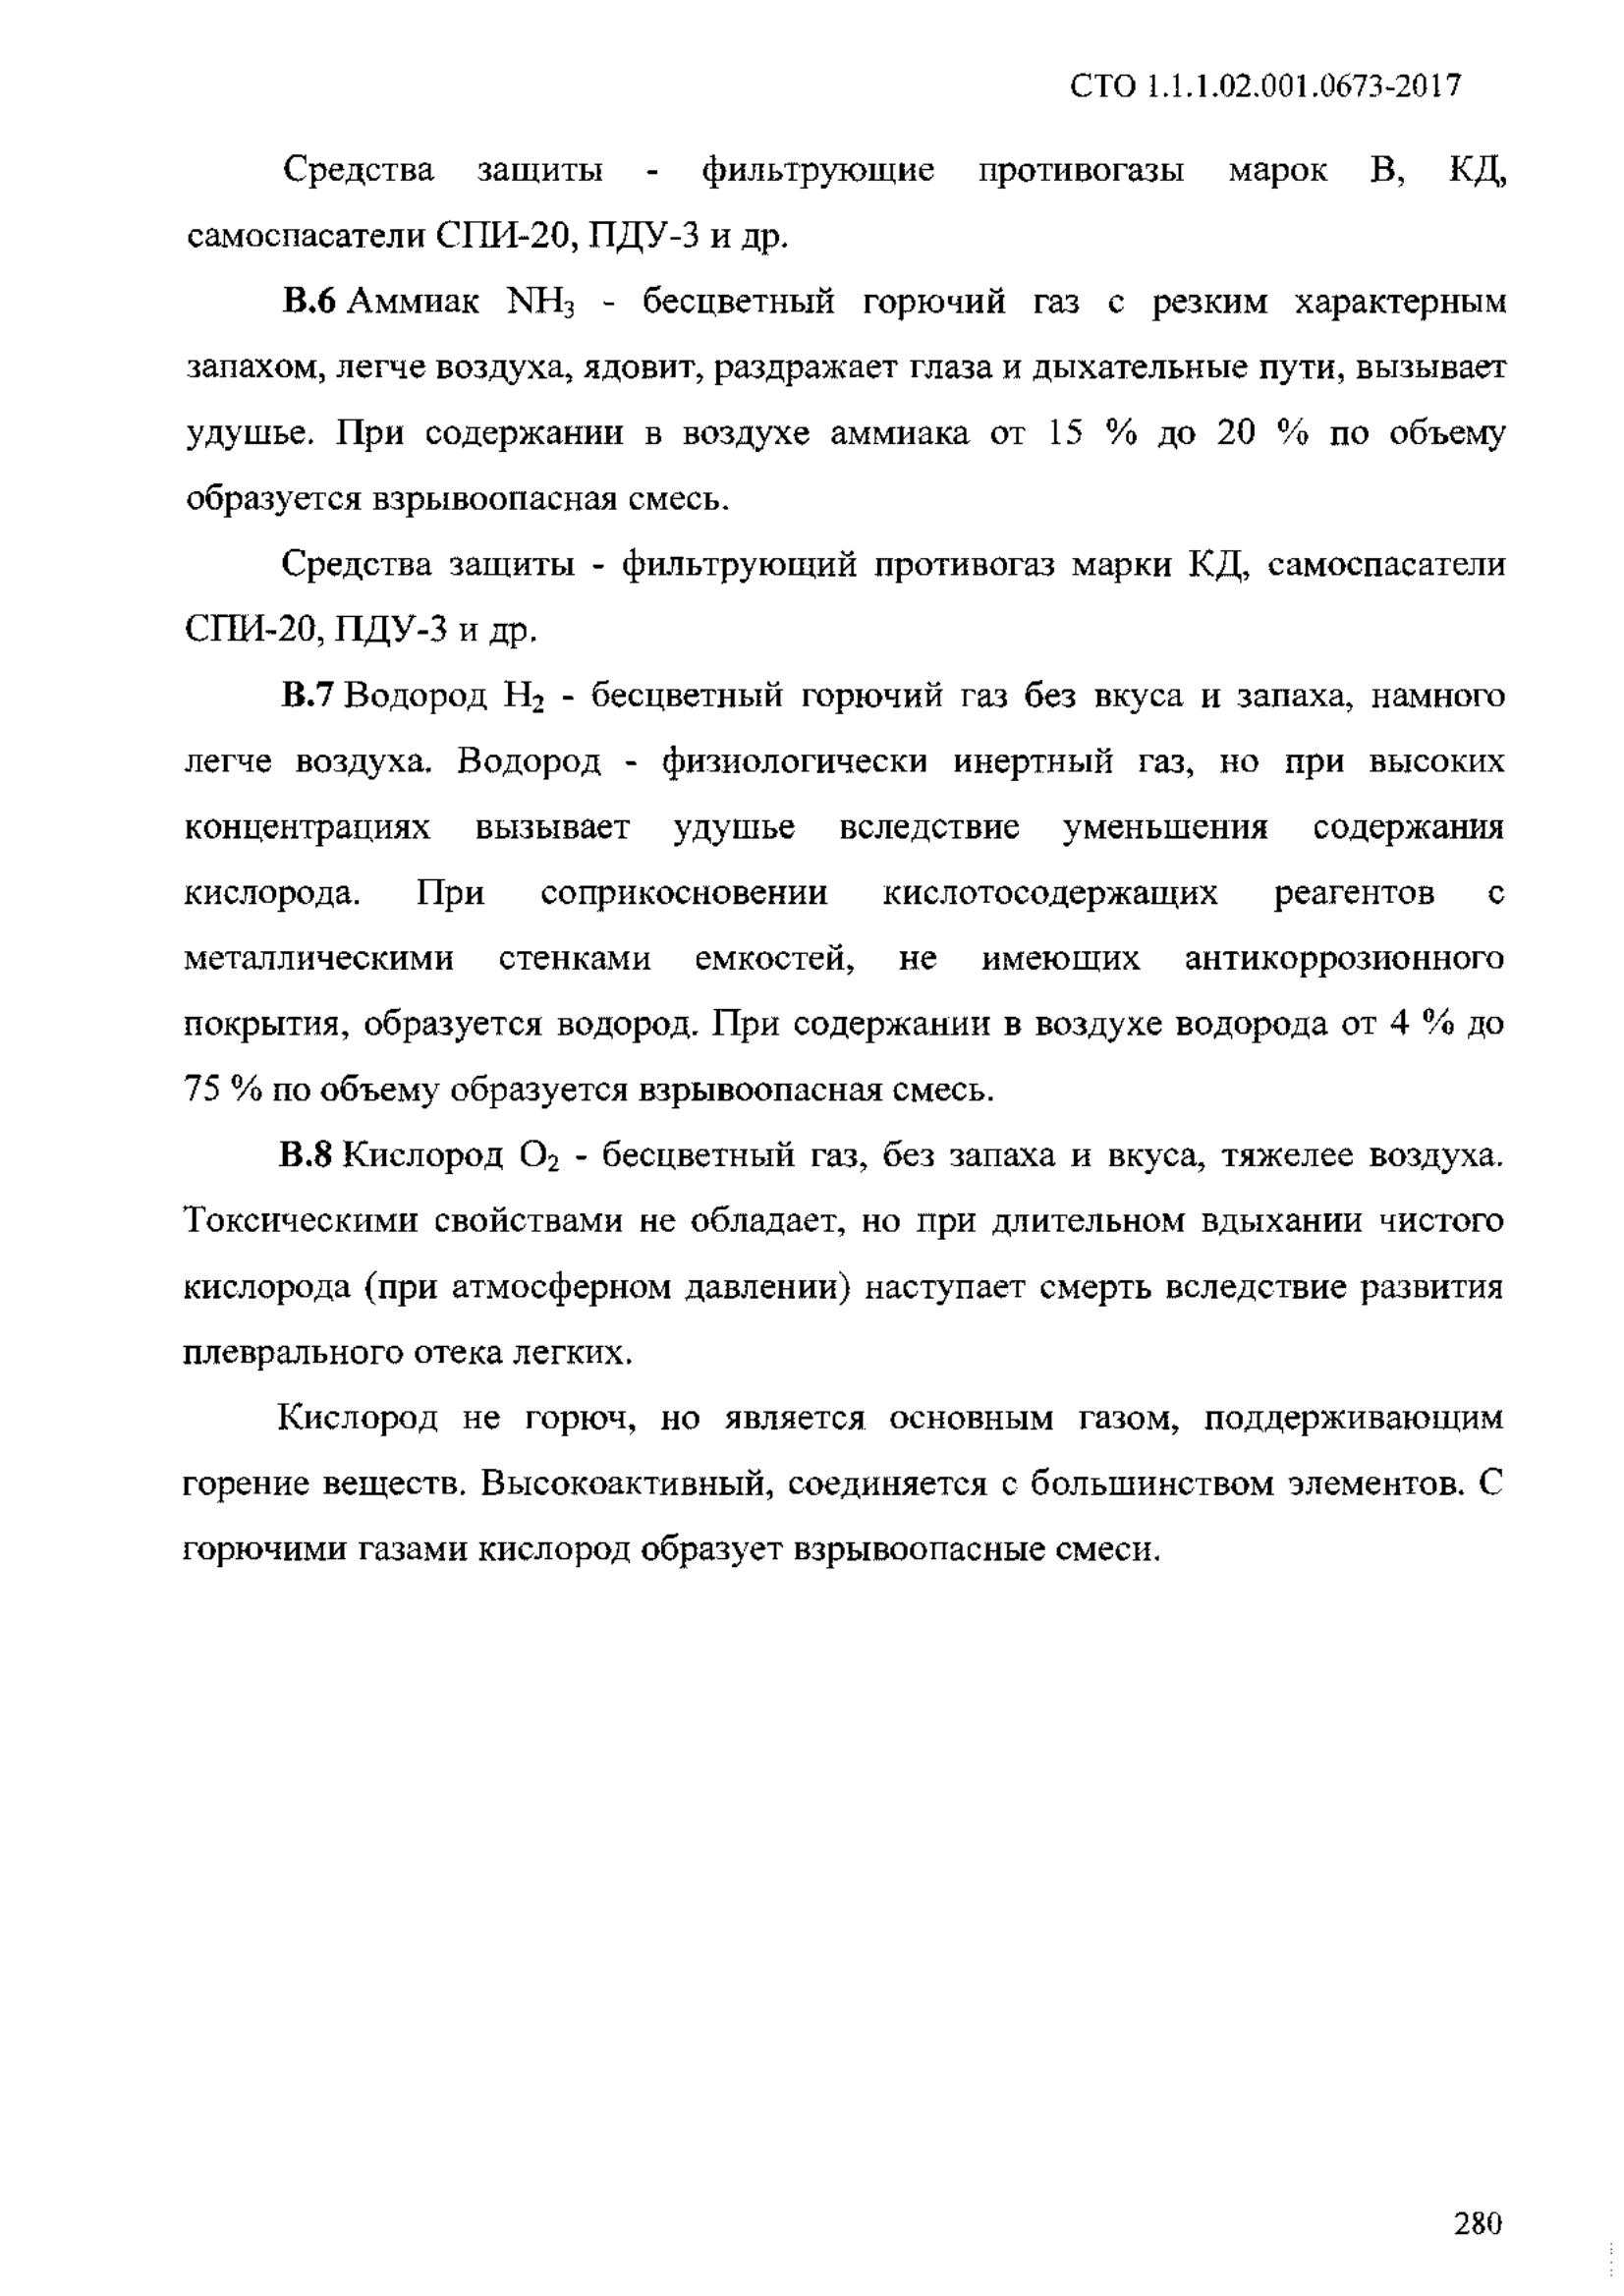 СТО 1.1.1.02.001.0673-2017
Средства защиты - фильтрующие противогазы марок В, КД,
самоспасатели СПИ-20, ПДУ-3 и др.
В.6 Аммиак NH₃ - бесцветный горючий газ с резким характерным
запахом, легче воздуха, ядовит, раздражает глаза и дыхательные пути, вызывает
удушье. При содержании в воздухе аммиака от 15 % до 20 % по объему
образуется взрывоопасная смесь.
Средства защиты - фильтрующий противогаз марки КД, самоспасатели
СПИ-20, ПДУ-3 и др.
В.7 Водород H₂ - бесцветный горючий газ без вкуса и запаха, намного
легче воздуха. Водород - физиологически инертный газ, но при высоких
концентрациях вызывает удушье вследствие уменьшения содержания
кислорода. При соприкосновении кислотосодержащих реагентов с
металлическими стенками емкостей, не имеющих антикоррозионного
покрытия, образуется водород. При содержании в воздухе водорода от 4 % до
75 % по объему образуется взрывоопасная смесь.
В.8 Кислород O₂ - бесцветный газ, без запаха и вкуса, тяжелее воздуха.
Токсическими свойствами не обладает, но при длительном вдыхании чистого
кислорода (при атмосферном давлении) наступает смерть вследствие развития
плеврального отека легких.
Кислород не горюч, но является основным газом, поддерживающим
горение веществ. Высокоактивный, соединяется с большинством элементов. С
горючими газами кислород образует взрывоопасные смеси.
280